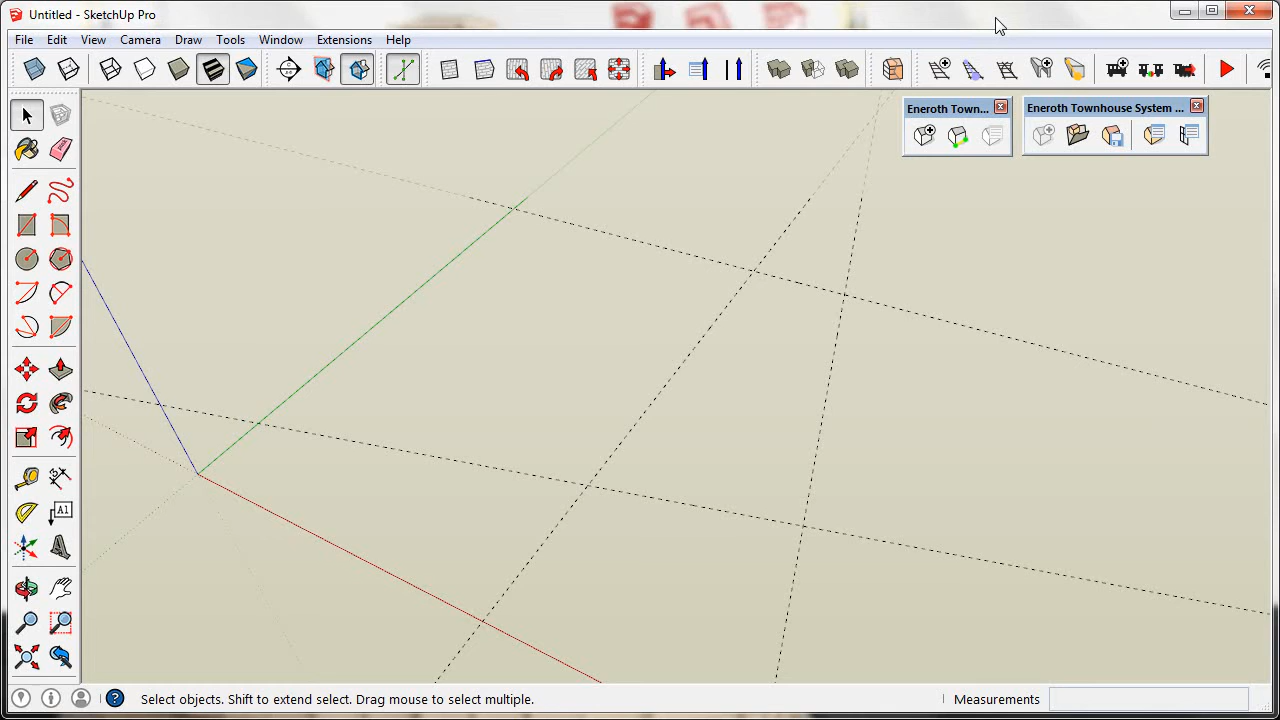 Untitled - SketchUp Pro
File Edit View Camera Draw Tools Window Extensions Help
Eneroth Town...
Eneroth Townhouse System ...
A1
Select objects. Shift to extend select. Drag mouse to select multiple.
Measurements